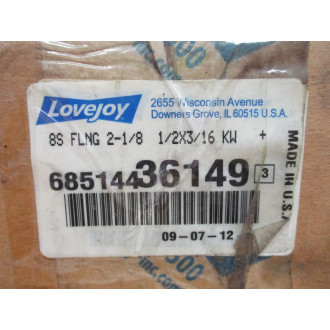 Lovejoy
2655 Wisconsin Avenue
Downers Grove, IL 60515 U.S.A.
8S FLNG 2-1/8 1/2X3/16 KW +
68514436149 3
MADE IN U.S.A
09-07-12